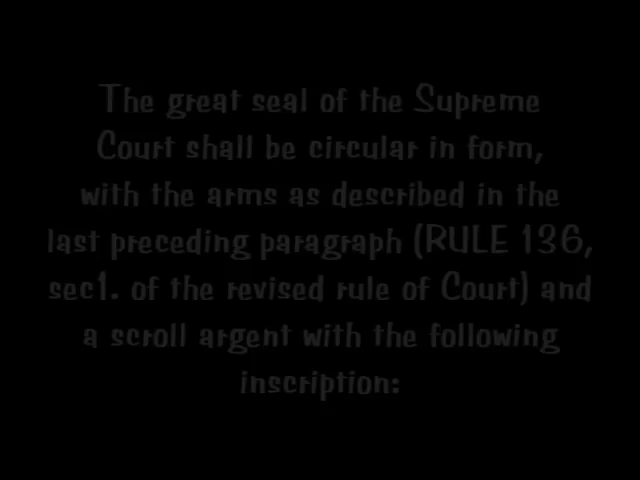 The great seal of the Supreme
Court shall be circular in form,
with the arms as described in the
last preceding paragraph (RULE 136,
sec1. of the revised rule of Court) and
a scroll argent with the following
inscription: